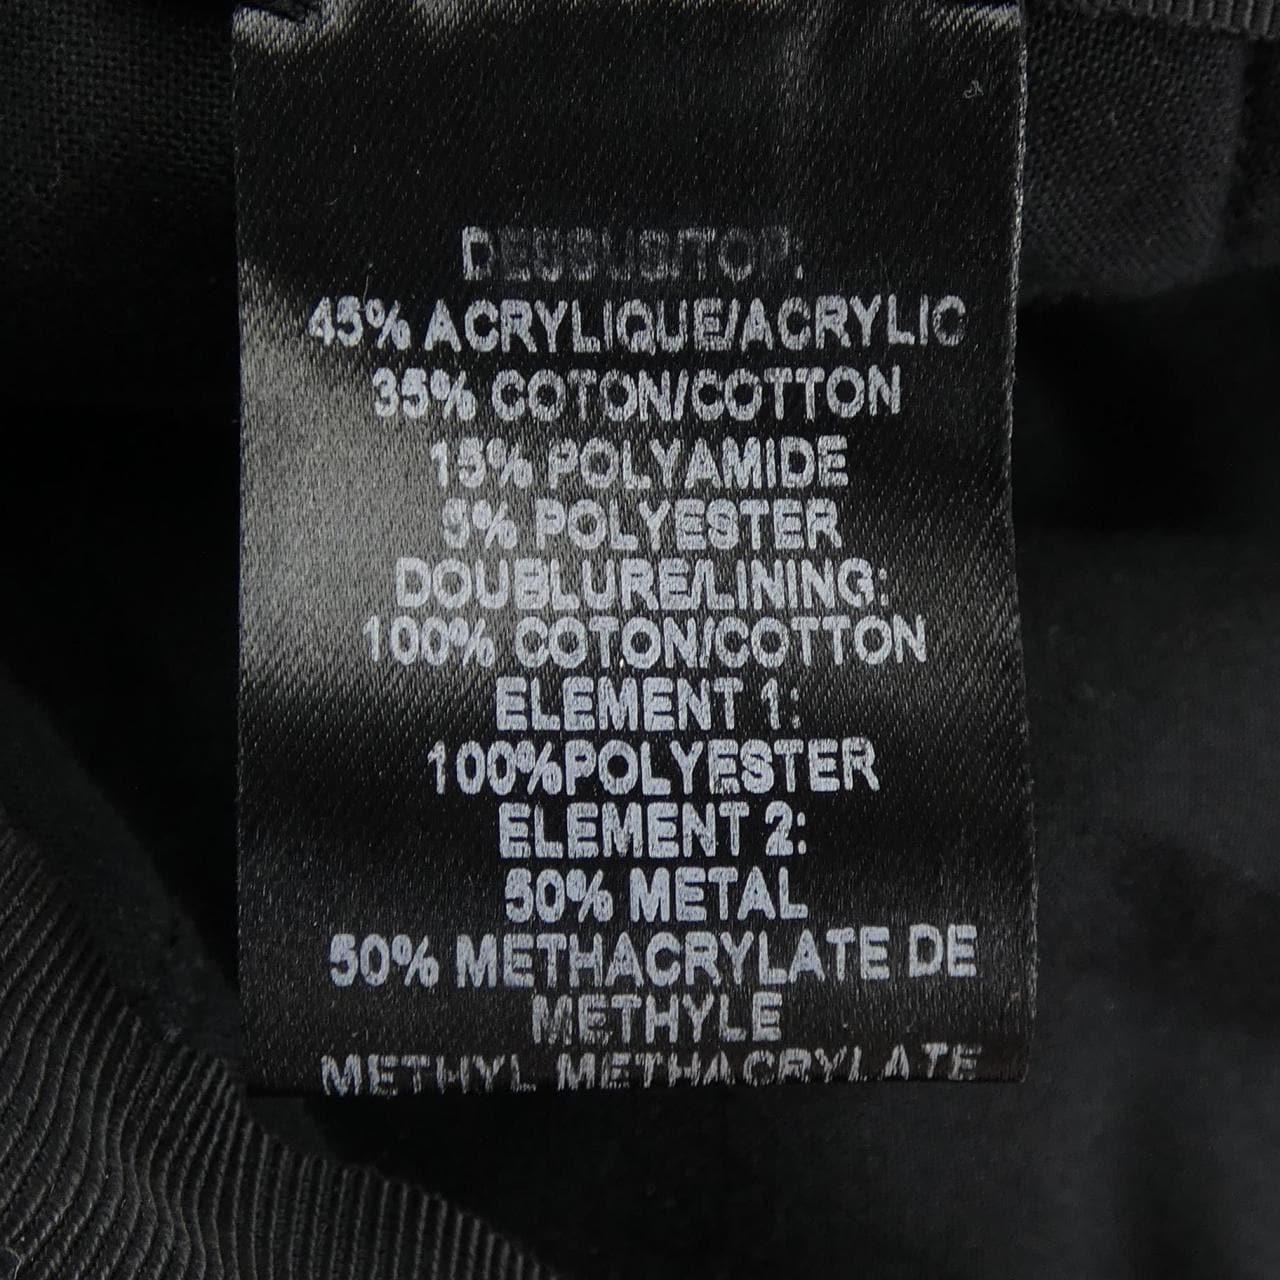 DESSUS/TOP:
45% ACRYLIQUE/ACRYLIC
35% COTON/COTTON
15% POLYAMIDE
5% POLYESTER
DOUBLURE/LINING:
100% COTON/COTTON
ELEMENT 1:
100%POLYESTER
ELEMENT 2:
50% METAL
50% METHACRYLATE DE
METHYLE
METHYL METHACRYLATE